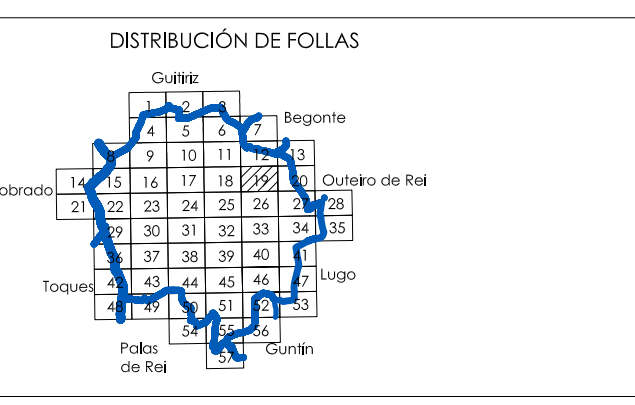 DISTRIBUCIÓN DE FOLLAS
Guitiriz
1 2 3
Begonte
4 5 6 7
8 9 10 11 12 13
14 15 16 17 18 19 20
Outeiro de Rei
obrado
21 22 23 24 25 26 27 28
29 30 31 32 33 34 35
36 37 38 39 40 41
Lugo
Toques
42 43 44 45 46 47
48 49 50 51 52 53
54 55 56
Palas
de Rei
Guntín
57